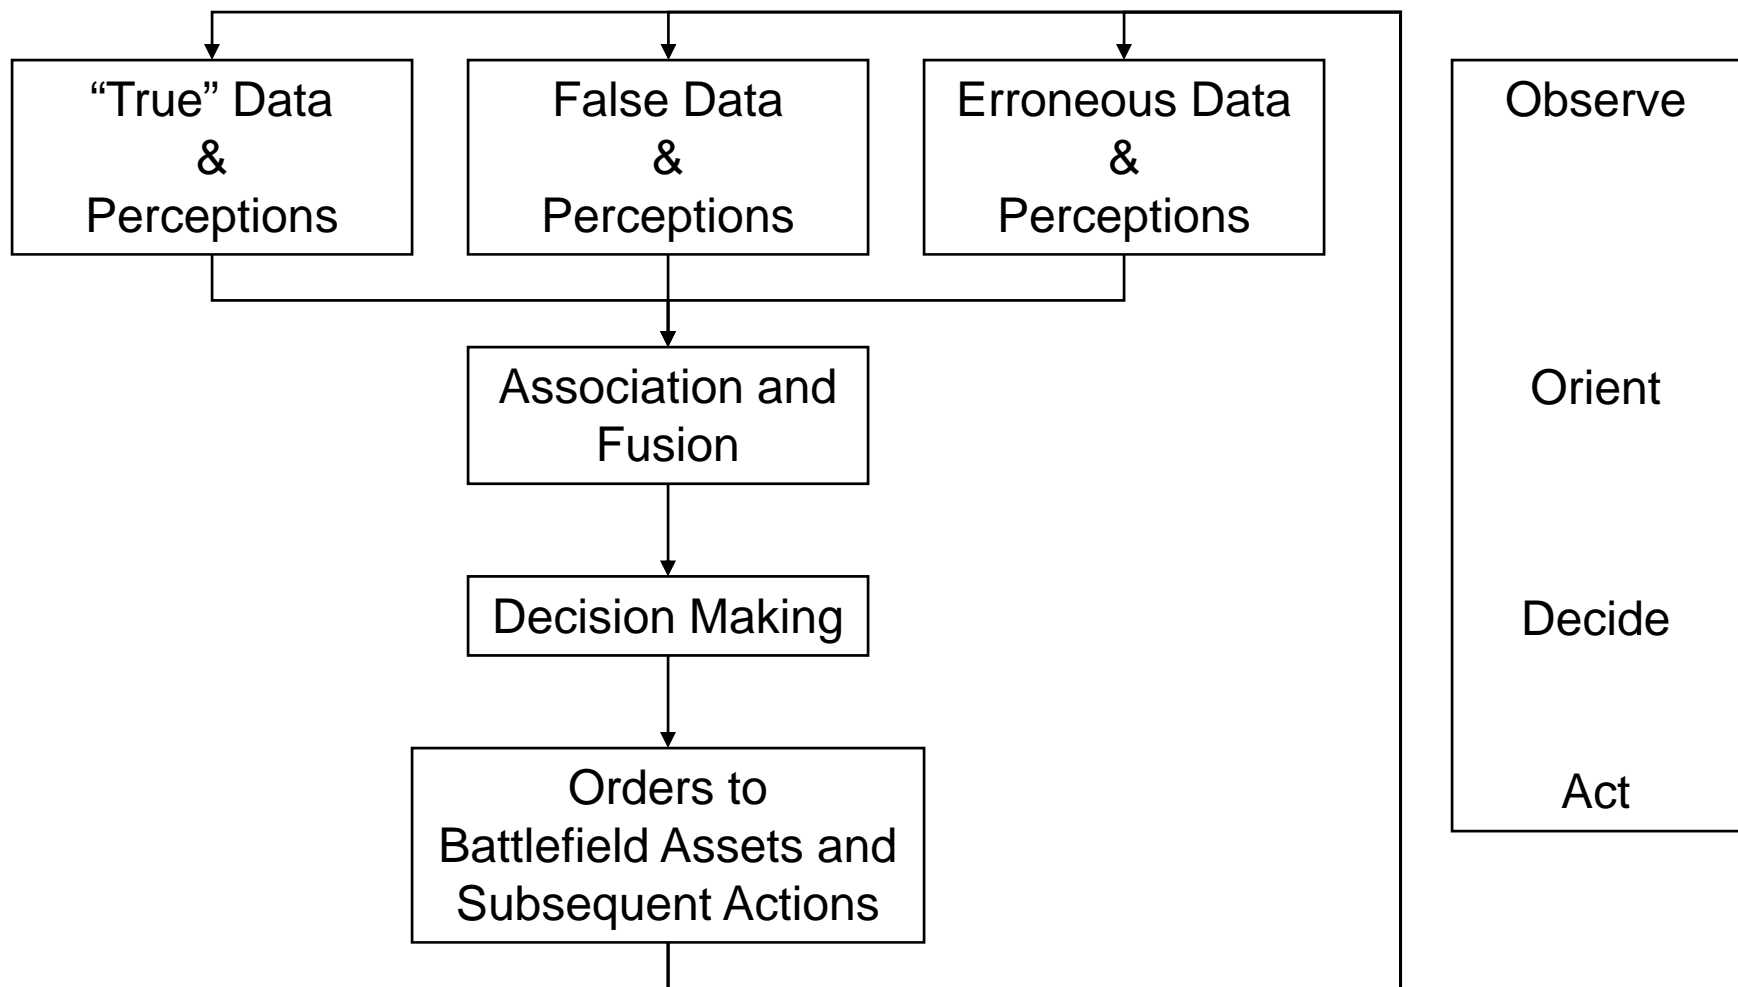 “True” Data
&
Perceptions
False Data
&
Perceptions
Erroneous Data
&
Perceptions
Association and
Fusion
Decision Making
Orders to
Battlefield Assets and
Subsequent Actions
Observe
Orient
Decide
Act